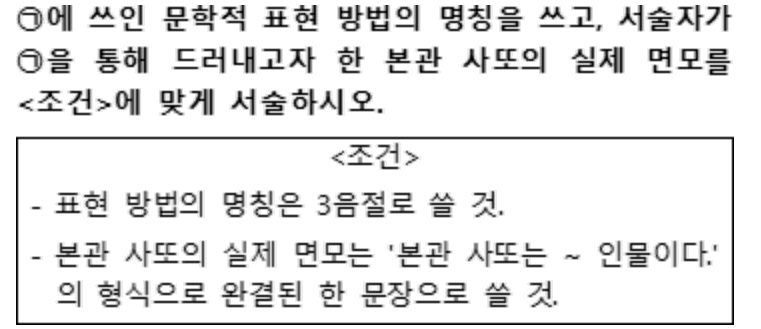 ㉠에 쓰인 문학적 표현 방법의 명칭을 쓰고, 서술자가
㉠을 통해 드러내고자 한 본관 사또의 실제 면모를
<조건>에 맞게 서술하시오.
<조건>
- 표현 방법의 명칭은 3음절로 쓸 것.
- 본관 사또의 실제 면모는 '본관 사또는 ~ 인물이다.'
의 형식으로 완결된 한 문장으로 쓸 것.